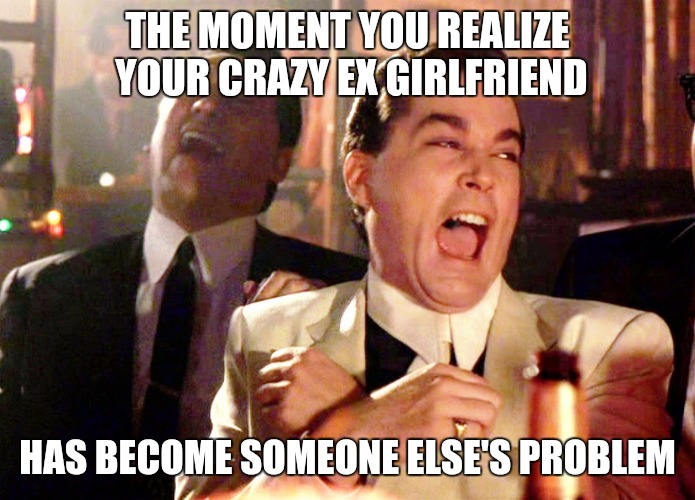 THE MOMENT YOU REALIZE
YOUR CRAZY EX GIRLFRIEND
HAS BECOME SOMEONE ELSE'S PROBLEM